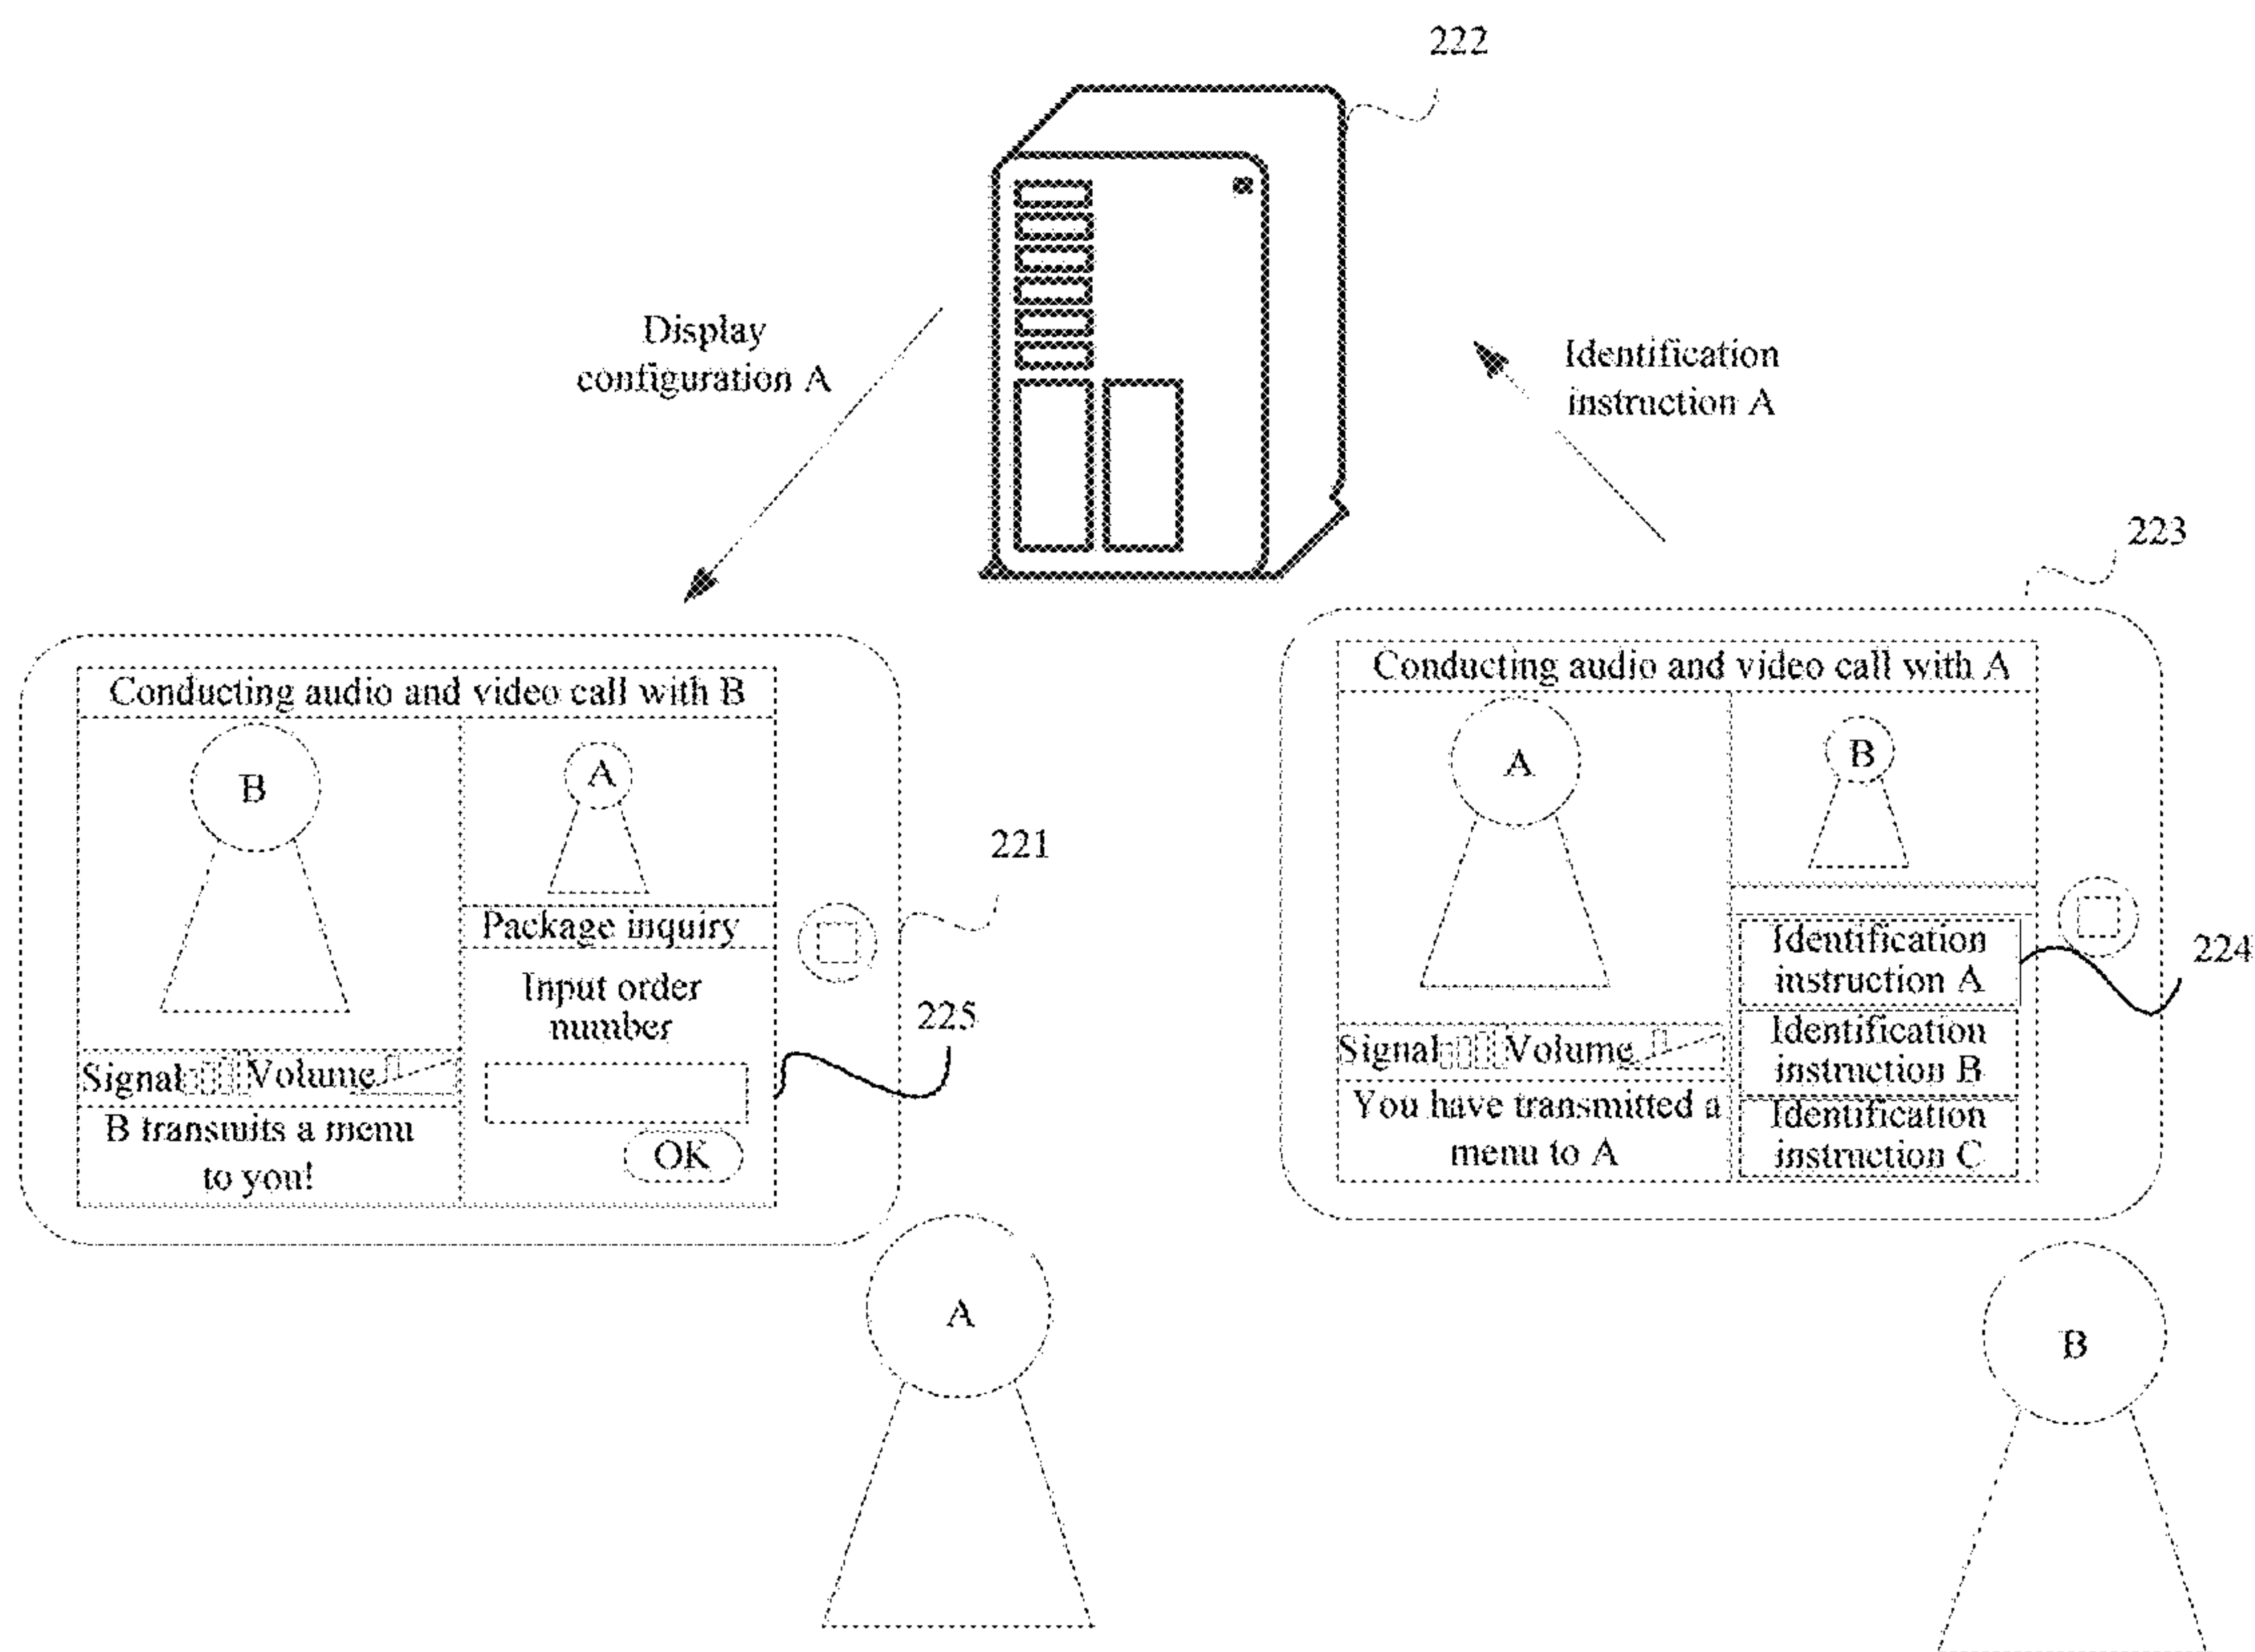 222
Display
configuration A
Identification
instruction A
223
Conducting audio and video call with B
B
A
Package inquiry
Input order
number
OK
Signal
Volume
B transmits a menu
to you!
221
225
Conducting audio and video call with A
A
B
Identification
instruction A
Identification
instruction B
Identification
instruction C
Signal
Volume
You have transmitted a
menu to A
224
A
B